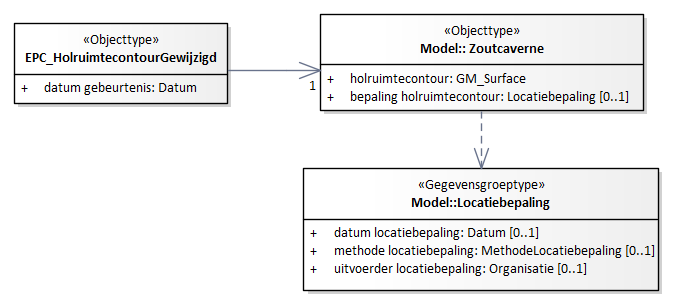 «Objecttype»
EPC_HolruimtecontourGewijzigd
+ datum gebeurtenis: Datum
1
«Objecttype»
Model:: Zoutcaverne
+ holruimtecontour: GM_Surface
+ bepaling holruimtecontour: Locatiebepaling [0..1]
«Gegevensgroeptype»
Model::Locatiebepaling
+ datum locatiebepaling: Datum [0..1]
+ methode locatiebepaling: MethodeLocatiebepaling [0..1]
+ uitvoerder locatiebepaling: Organisatie [0..1]